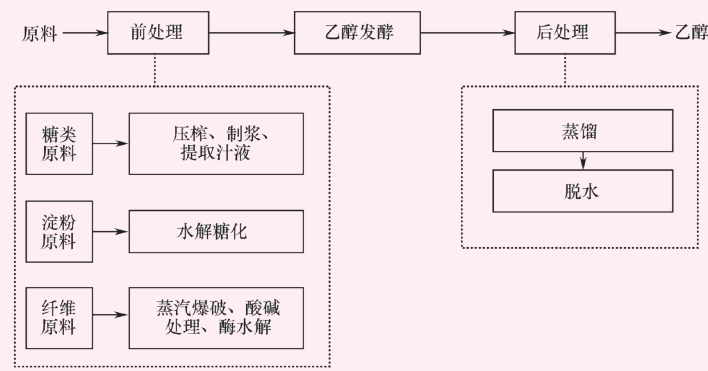 原料
前处理
乙醇发酵
后处理
乙醇
糖类
原料
压榨、制浆、
提取汁液
淀粉
原料
水解糖化
纤维
原料
蒸汽爆破、酸碱
处理、酶水解
蒸馏
脱水